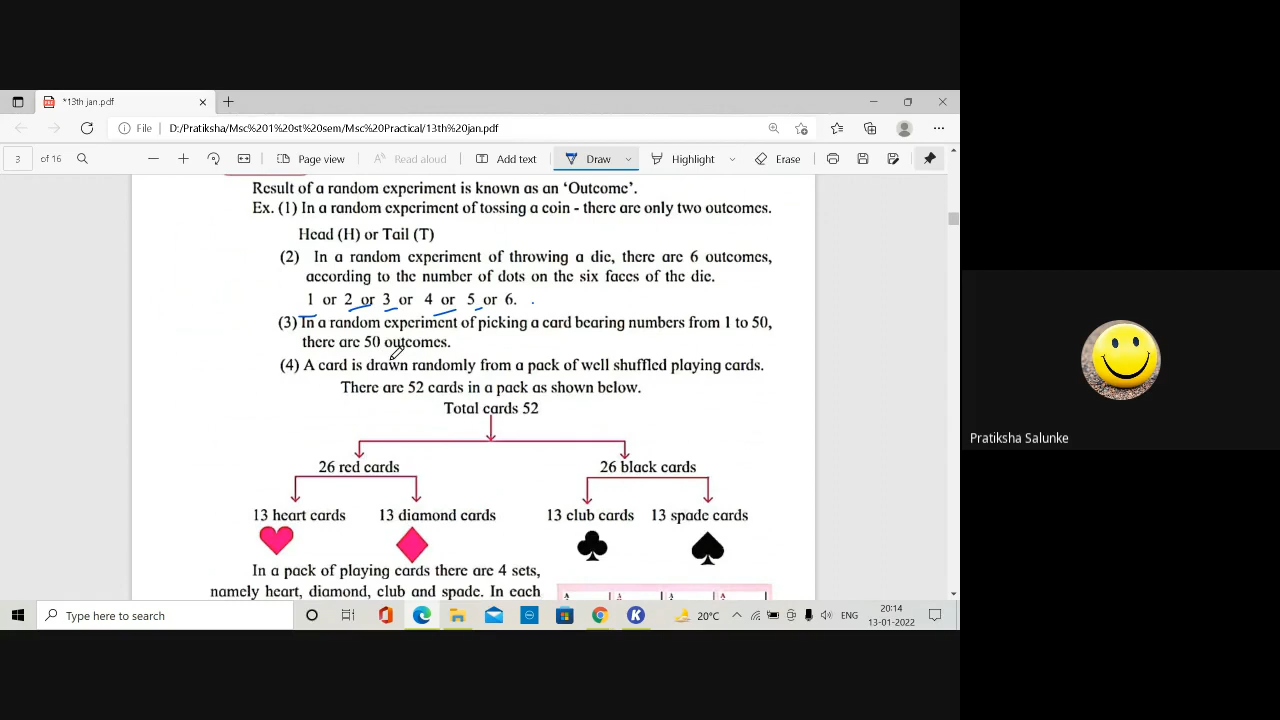 *13th jan.pdf
File D:/Pratiksha/Msc%201%20st%20sem/Msc%20Practical/13th%20jan.pdf
3 of 16 Page view Read aloud Add text Draw Highlight Erase
Result of a random experiment is known as an ‘Outcome’.
Ex. (1) In a random experiment of tossing a coin - there are only two outcomes.
Head (H) or Tail (T)
(2) In a random experiment of throwing a die, there are 6 outcomes,
according to the number of dots on the six faces of the die.
1 or 2 or 3 or 4 or 5 or 6.
(3) In a random experiment of picking a card bearing numbers from 1 to 50,
there are 50 outcomes.
(4) A card is drawn randomly from a pack of well shuffled playing cards.
There are 52 cards in a pack as shown below.
Total cards 52
26 red cards 26 black cards
13 heart cards 13 diamond cards 13 club cards 13 spade cards
In a pack of playing cards there are 4 sets,
namely heart, diamond, club and spade. In each
A A A A
Pratiksha Salunke
Type here to search
K
20°C ENG
20:14
13-01-2022